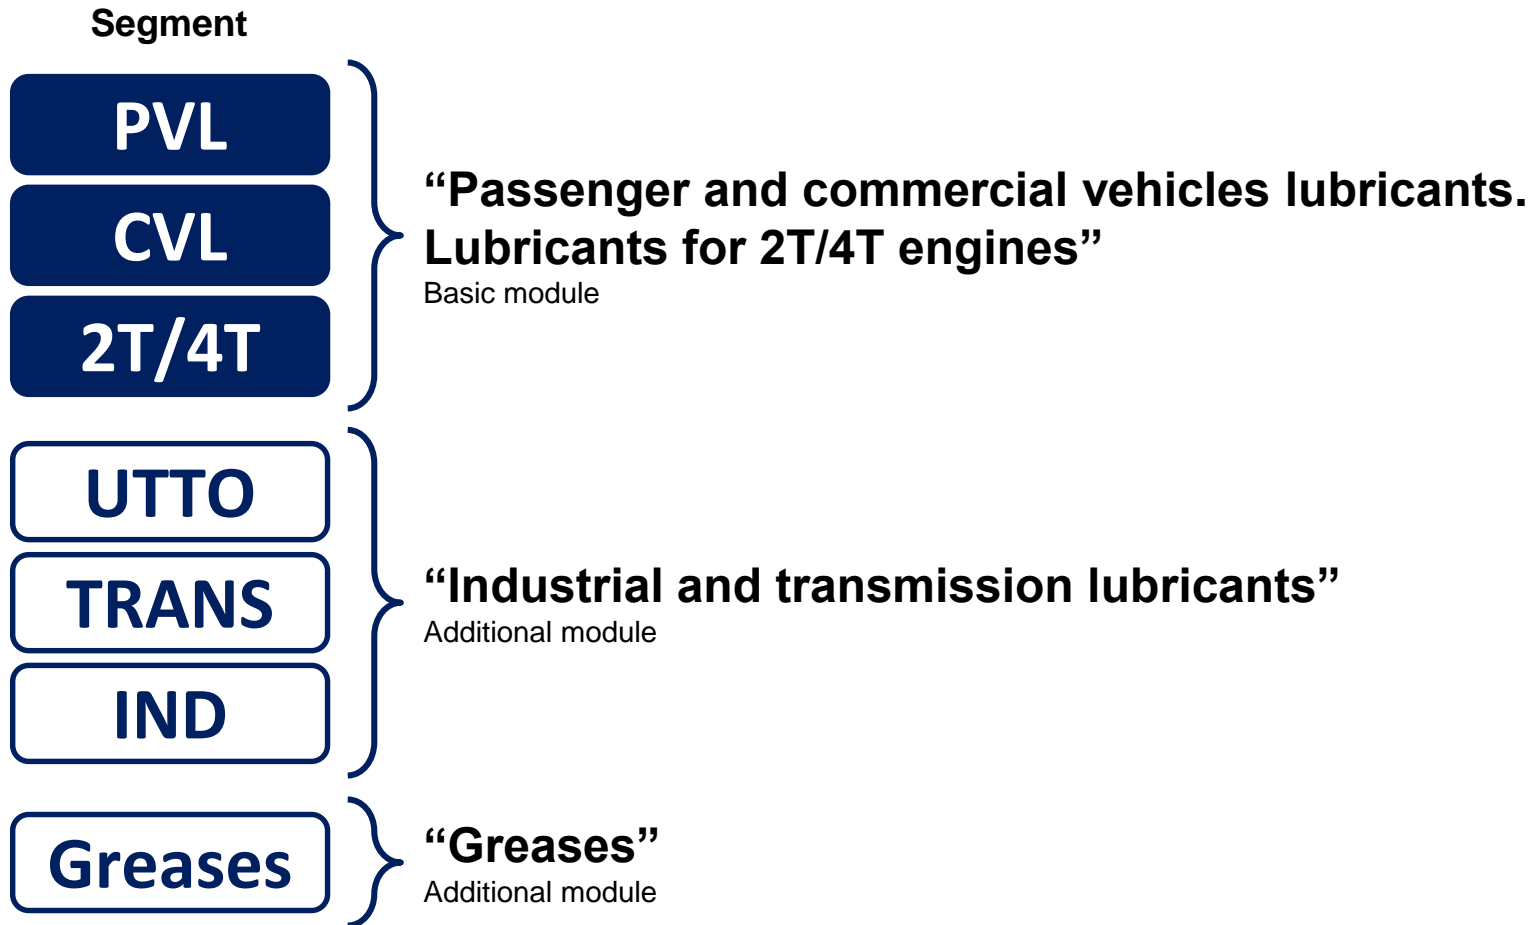 Segment
PVL
CVL
2T/4T
“Passenger and commercial vehicles lubricants.
Lubricants for 2T/4T engines”
Basic module
UTTO
TRANS
IND
“Industrial and transmission lubricants”
Additional module
Greases
“Greases”
Additional module